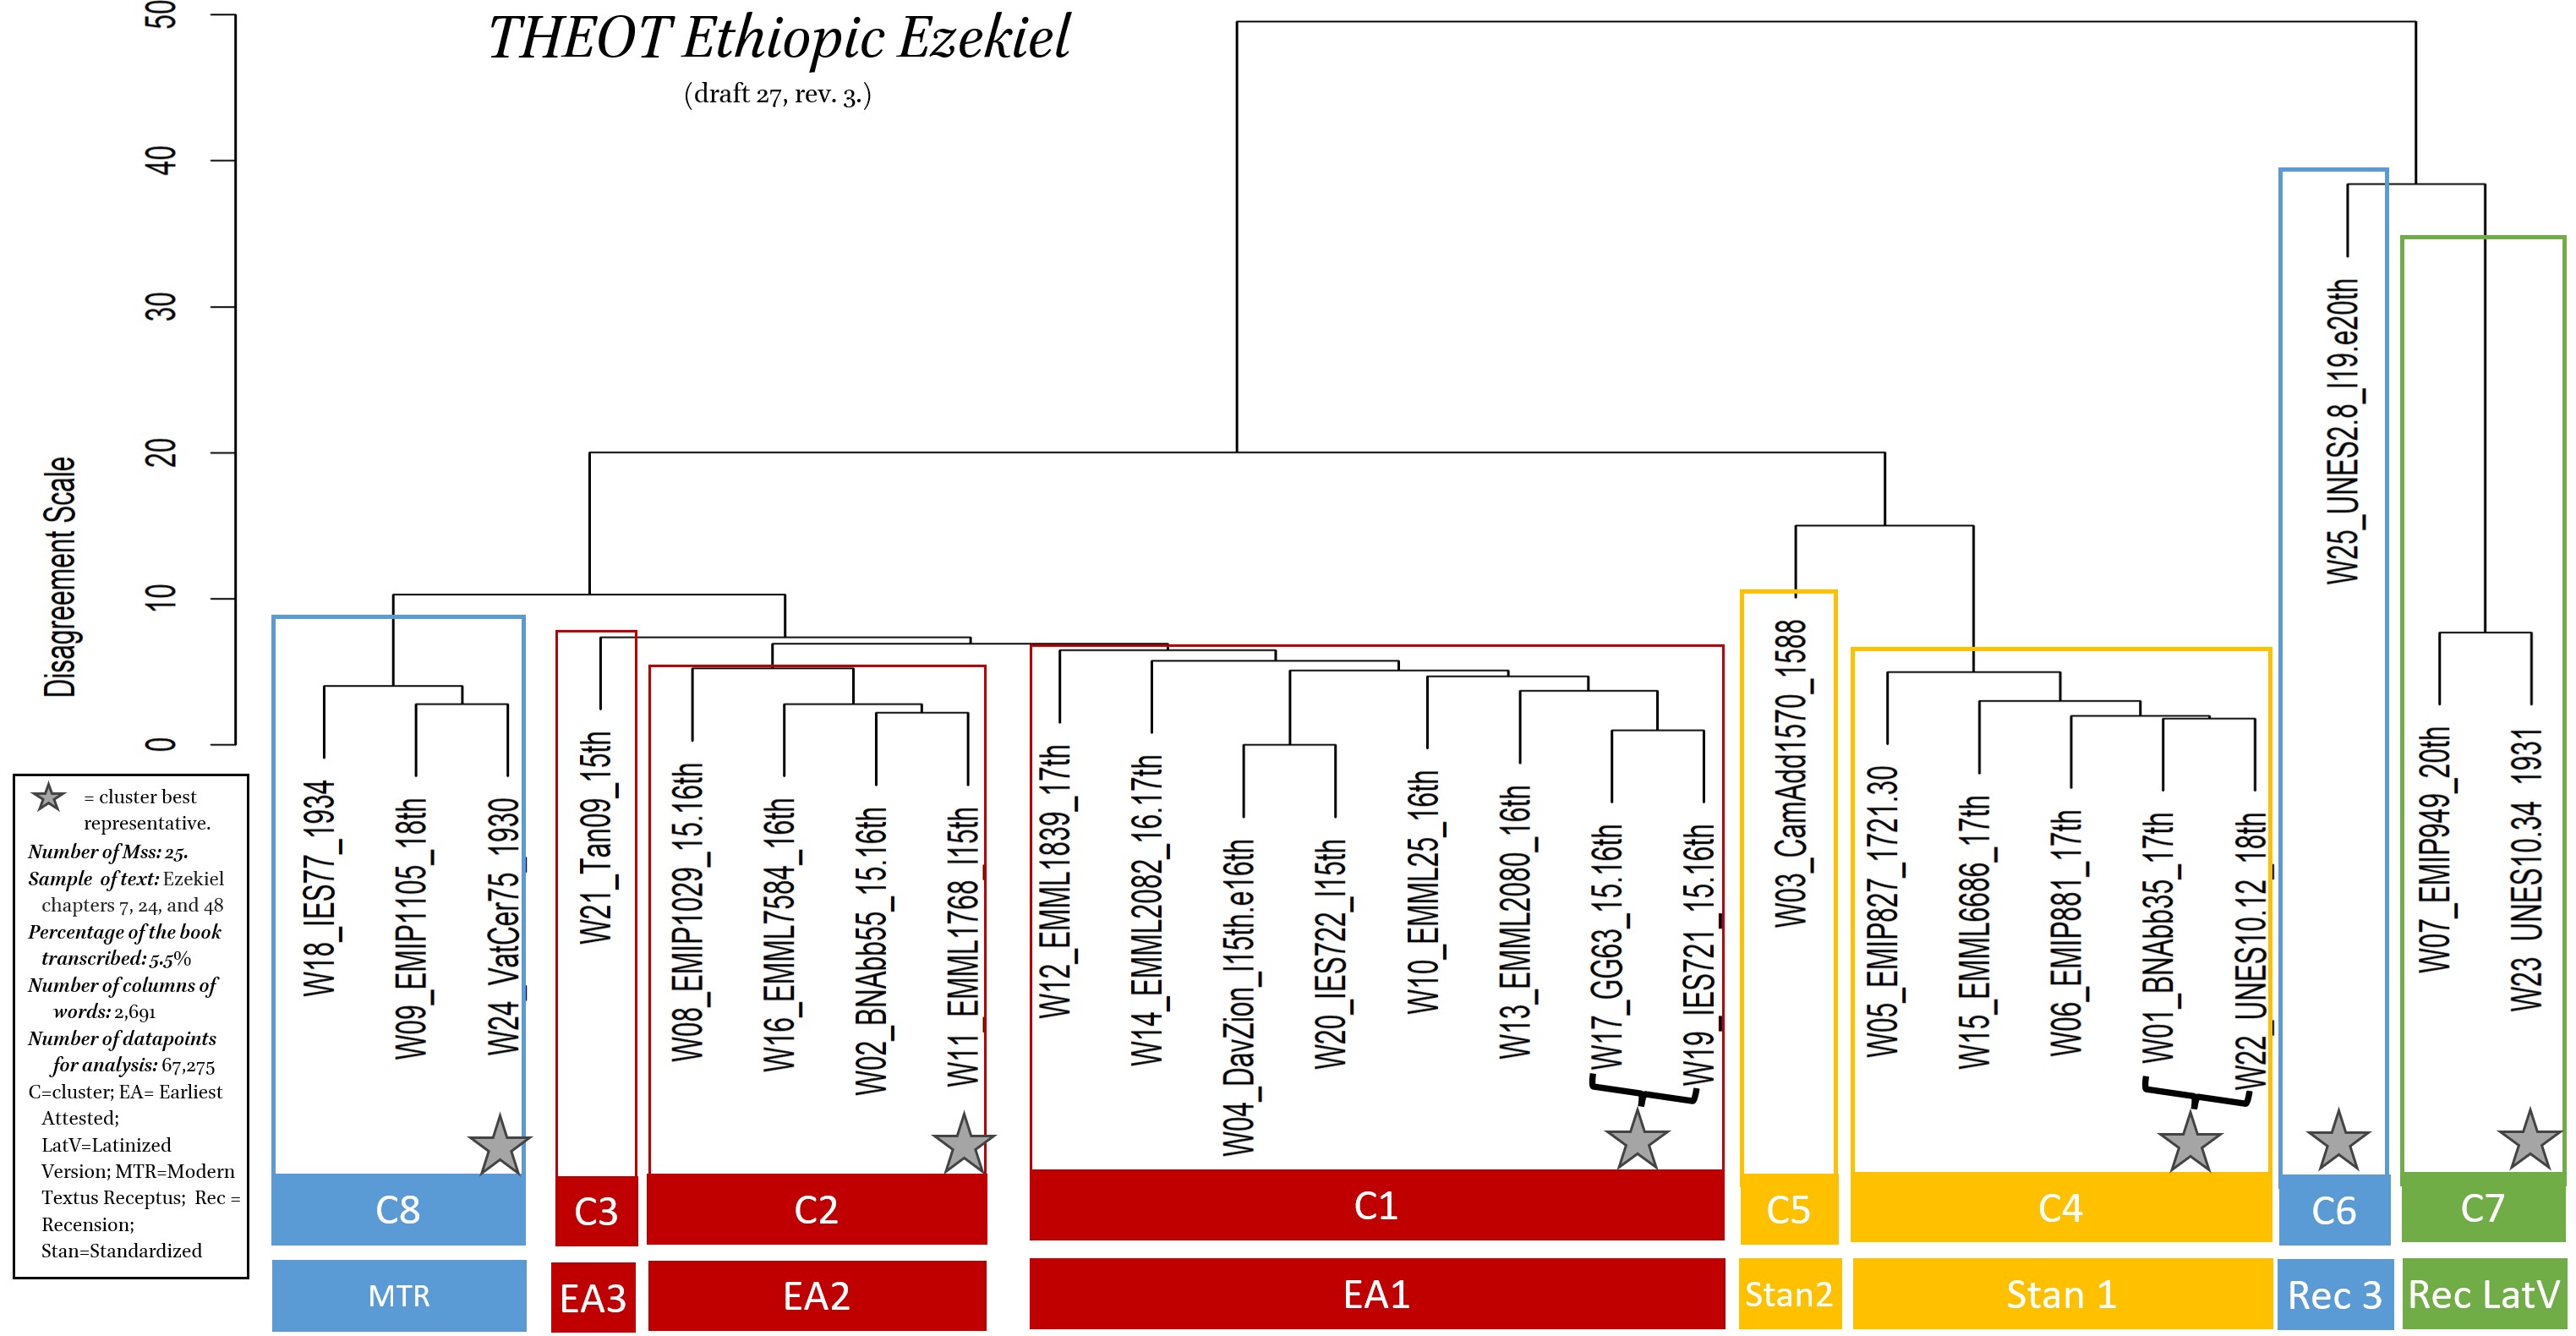 THEOT Ethiopic Ezekiel
(draft 27, rev. 3.)
Disagreement Scale
50
40
30
20
10
0
= cluster best
representative.
Number of Mss: 25.
Sample of text: Ezekiel
chapters 7, 24, and 48
Percentage of the book
transcribed: 5.5%
Number of columns of
words: 2,691
Number of datapoints
for analysis: 67,275
C=cluster; EA= Earliest
Attested;
LatV=Latinized
Version; MTR=Modern
Textus Receptus; Rec =
Recension;
Stan=Standardized
W18_IES77_1934
W09_EMIP1105_18th
W24_VatCer75_1930
W21_Tan09_15th
W08_EMIP1029_15.16th
W16_EMML7584_16th
W02_BNAbb55_15.16th
W11_EMML1768_l15th
W12_EMML1839_17th
W14_EMML2082_16.17th
W04_DavZion_l15th.e16th
W20_IES722_l15th
W10_EMML25_16th
W13_EMML2080_16th
W17_GG63_15.16th
W19_IES721_15.16th
W03_CamAdd1570_1588
W05_EMIP827_1721.30
W15_EMML6686_17th
W06_EMIP881_17th
W01_BNAbb35_17th
W22_UNES10.12_18th
W25_UNES2.8_l19.e20th
W07_EMIP949_20th
W23_UNES10.34_1931
C8
C3
C2
C1
C5
C4
C6
C7
MTR
EA3
EA2
EA1
Stan2
Stan 1
Rec 3
Rec LatV